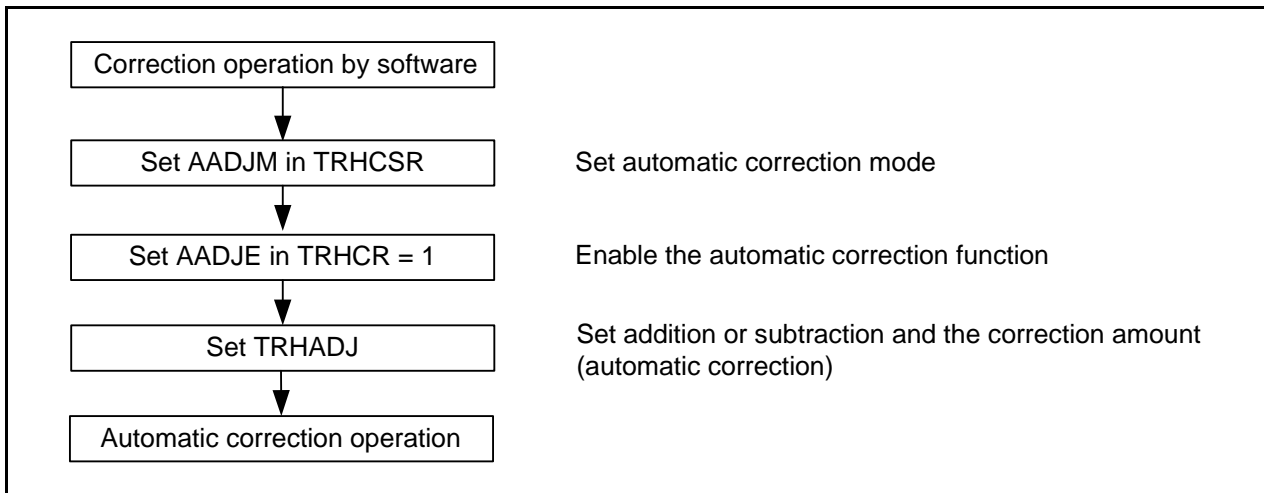 Correction operation by software
Set AADJM in TRHCSR
Set automatic correction mode
Set AADJE in TRHCR = 1
Enable the automatic correction function
Set TRHADJ
Set addition or subtraction and the correction amount
(automatic correction)
Automatic correction operation